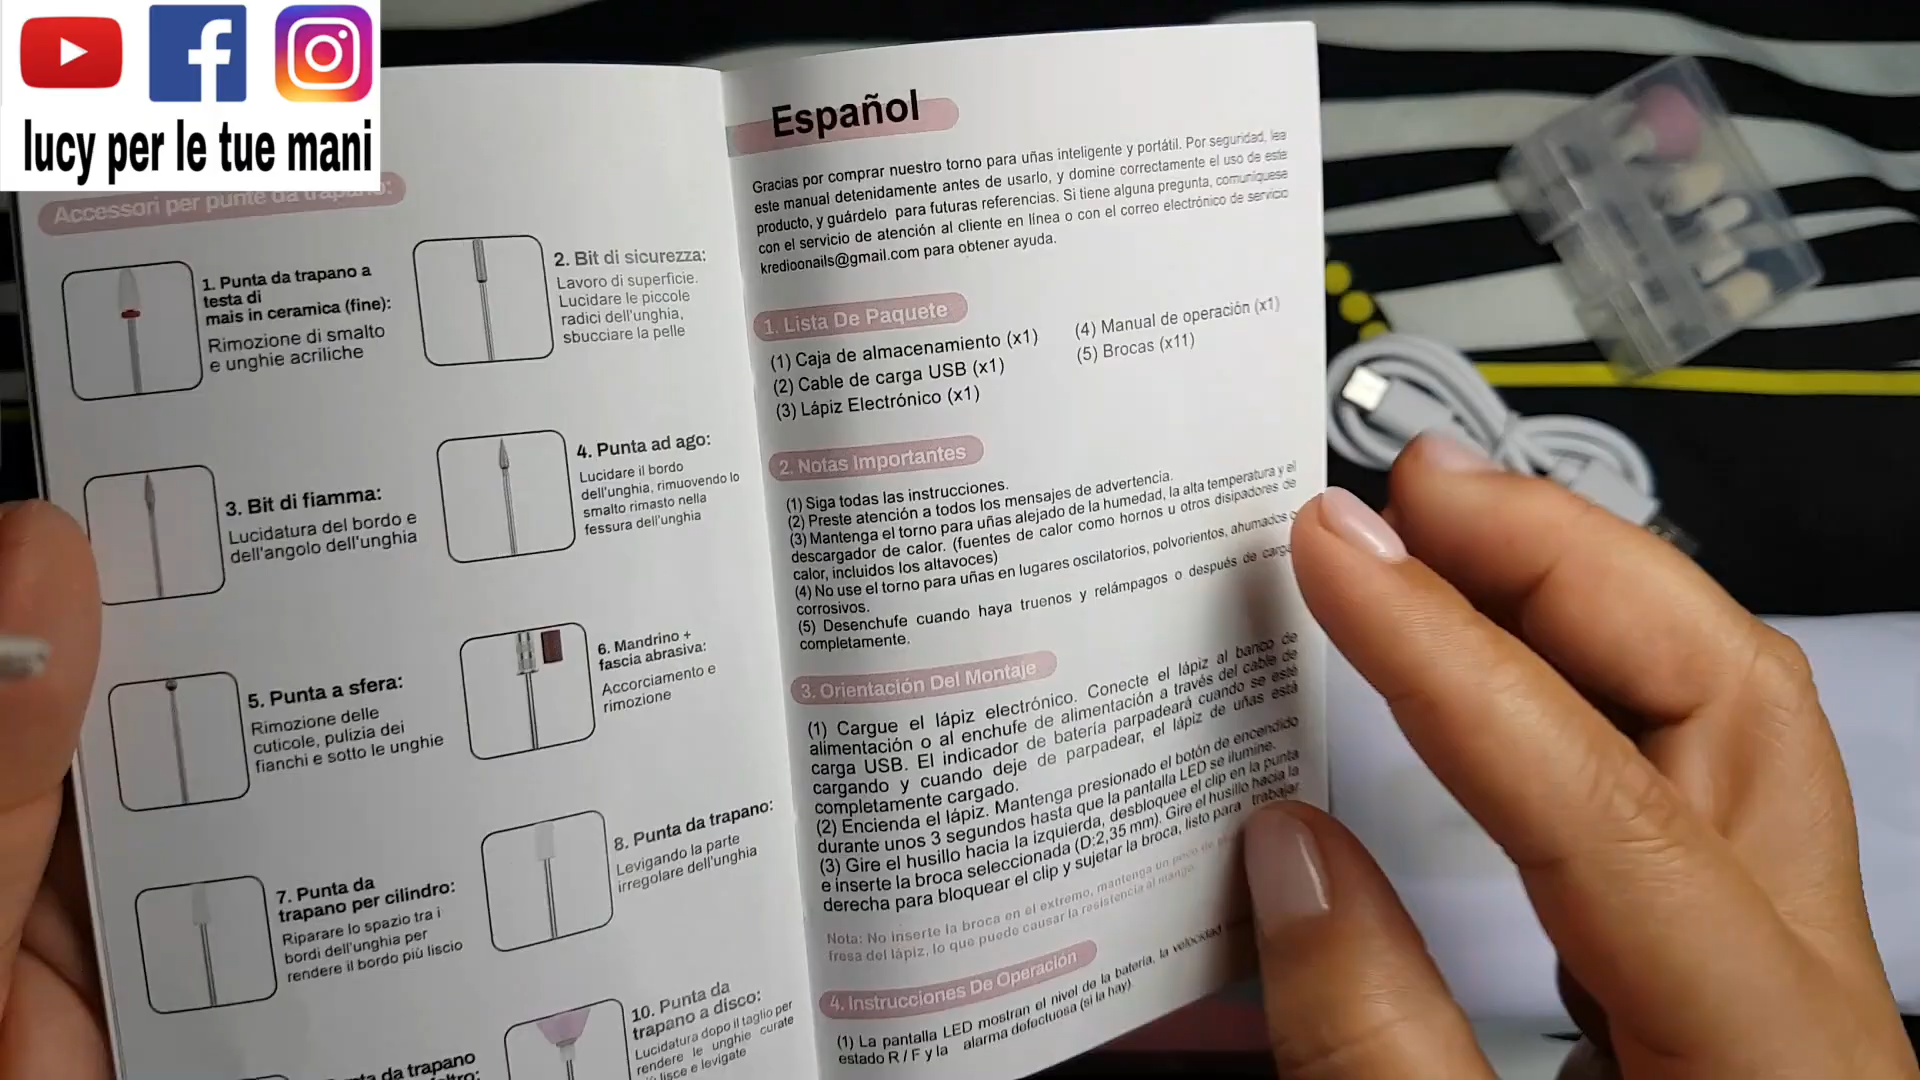 lucy per le tue mani
Accessori per punte da trapano:
1. Punta da trapano a
testa di
mais in ceramica (fine):
Rimozione di smalto
e unghie acriliche
2. Bit di sicurezza:
Lavoro di superficie.
Lucidare le piccole
radici dell'unghia,
sbucciare la pelle
3. Bit di fiamma:
Lucidatura del bordo e
dell'angolo dell'unghia
4. Punta ad ago:
Lucidare il bordo
dell'unghia, rimuovendo lo
smalto rimasto nella
fessura dell'unghia
5. Punta a sfera:
Rimozione delle
cuticole, pulizia dei
fianchi e sotto le unghie
6. Mandrino +
fascia abrasiva:
Accorciamento e
rimozione
7. Punta da
trapano per cilindro:
Riparare lo spazio tra i
bordi dell'unghia per
rendere il bordo più liscio
8. Punta da trapano:
Levigando la parte
irregolare dell'unghia
da trapano
10. Punta da
trapano a disco:
Lucidatura dopo il taglio per
rendere le unghie curate
lisce e levigate
Español
Gracias por comprar nuestro torno para uñas inteligente y portátil. Por seguridad, lea
este manual detenidamente antes de usarlo, y domine correctamente el uso de este
producto, y guárdelo para futuras referencias. Si tiene alguna pregunta, comuníquese
con el servicio de atención al cliente en línea o con el correo electrónico de servicio
kredioonails@gmail.com para obtener ayuda.
1. Lista De Paquete
(1) Caja de almacenamiento (x1)
(2) Cable de carga USB (x1)
(3) Lápiz Electrónico (x1)
(4) Manual de operación (x1)
(5) Brocas (x11)
2. Notas Importantes
(1) Siga todas las instrucciones.
(2) Preste atención a todos los mensajes de advertencia.
(3) Mantenga el torno para uñas alejado de la humedad, la alta temperatura y el
descargador de calor. (fuentes de calor como hornos u otros disipadores de
calor, incluidos los altavoces)
(4) No use el torno para uñas en lugares oscilatorios, polvorientos, ahumados o
corrosivos.
(5) Desenchufe cuando haya truenos y relámpagos o después de cargar
completamente.
3. Orientación Del Montaje
(1) Cargue el lápiz electrónico. Conecte el lápiz al banco de
alimentación o al enchufe de alimentación a través del cable de
carga USB. El indicador de batería parpadeará cuando se esté
cargando y cuando deje de parpadear, el lápiz de uñas está
completamente cargado.
(2) Encienda el lápiz. Mantenga presionado el botón de encendido
durante unos 3 segundos hasta que la pantalla LED se ilumine.
(3) Gire el husillo hacia la izquierda, desbloquee el clip en la punta
e inserte la broca seleccionada (D:2,35 mm). Gire el husillo hacia la
derecha para bloquear el clip y sujetar la broca, listo para trabajar.
Nota: No inserte la broca en el extremo, mantenga un poco de
fresa del lápiz, lo que puede causar la resistencia al mango.
4. Instrucciones De Operación
(1) La pantalla LED mostran el nivel de la batería, la velocidad
estado R / F y la alarma defectuosa (si la hay).